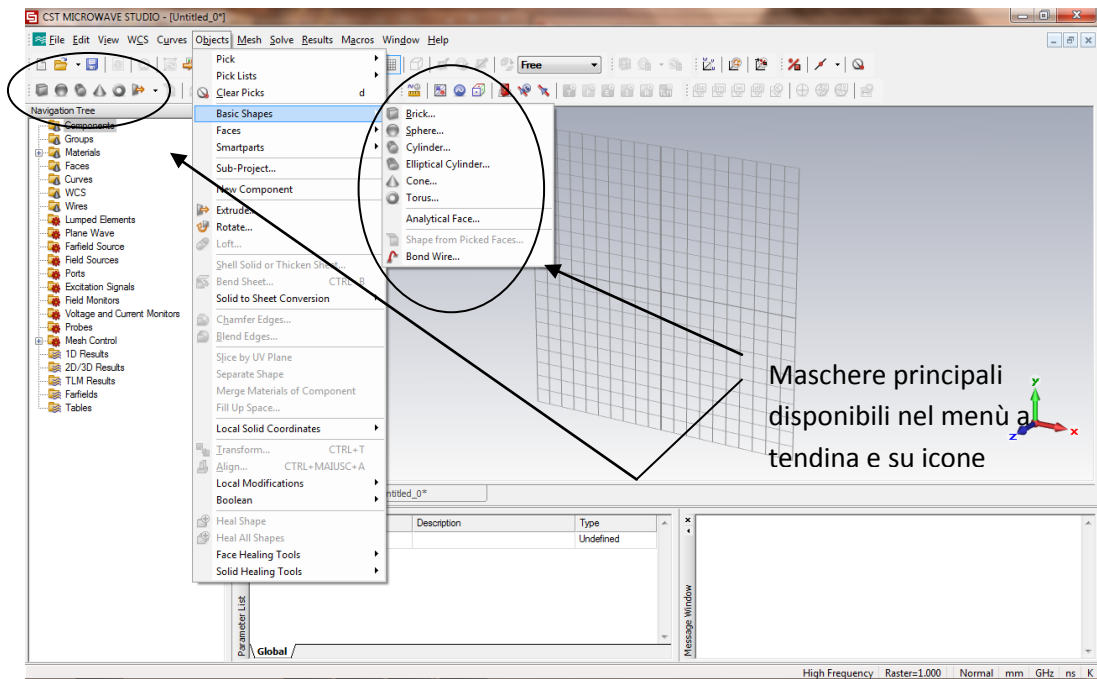 CST MICROWAVE STUDIO - [Untitled_0*]
File Edit View WCS Curves Objects Mesh Solve Results Macros Window Help
Free
Navigation Tree
Components
Groups
Materials
Faces
Curves
WCS
Wires
Lumped Elements
Plane Wave
Farfield Source
Field Sources
Ports
Excitation Signals
Field Monitors
Voltage and Current Monitors
Probes
Mesh Control
1D Results
2D/3D Results
TLM Results
Farfields
Tables
Pick
Pick Lists
Clear Picks d
Basic Shapes
Faces
Smartparts
Sub-Project...
New Component
Extrude...
Rotate...
Loft...
Shell Solid or Thicken Sheet...
Bend Sheet... CTRL+B
Solid to Sheet Conversion
Chamfer Edges...
Blend Edges...
Slice by UV Plane
Separate Shape
Merge Materials of Component
Fill Up Space...
Local Solid Coordinates
Transform... CTRL+T
Align... CTRL+MAIUSC+A
Local Modifications
Boolean
Heal Shape
Heal All Shapes
Face Healing Tools
Solid Healing Tools
Brick...
Sphere...
Cylinder...
Elliptical Cylinder...
Cone...
Torus...
Analytical Face...
Shape from Picked Faces...
Bond Wire...
Maschere principali
disponibili nel menù a
tendina e su icone
y
z
x
ntitled_0*
Description Type
Undefined
Parameter List
Global
Message Window
High Frequency Raster=1.000 Normal mm GHz ns K